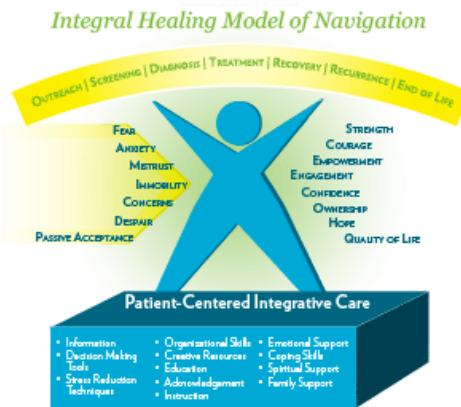 Integral Healing Model of Navigation
OUTREACH | SCREENING | DIAGNOSIS | TREATMENT | RECOVERY | RECURRENCE | END OF LIFE
FEAR
ANXIETY
MISTRUST
IMMOBILITY
CONCERNS
DESPAIR
PASSIVE ACCEPTANCE
STRENGTH
COURAGE
EMPOWERMENT
ENGAGEMENT
CONFIDENCE
OWNERSHIP
HOPE
QUALITY OF LIFE
Patient-Centered Integrative Care
• Information
• Decision Making
Tools
• Stress Reduction
Techniques
• Organizational Skills
• Creative Resources
• Education
• Acknowledgement
• Instruction
• Emotional Support
• Coping Skills
• Spiritual Support
• Family Support